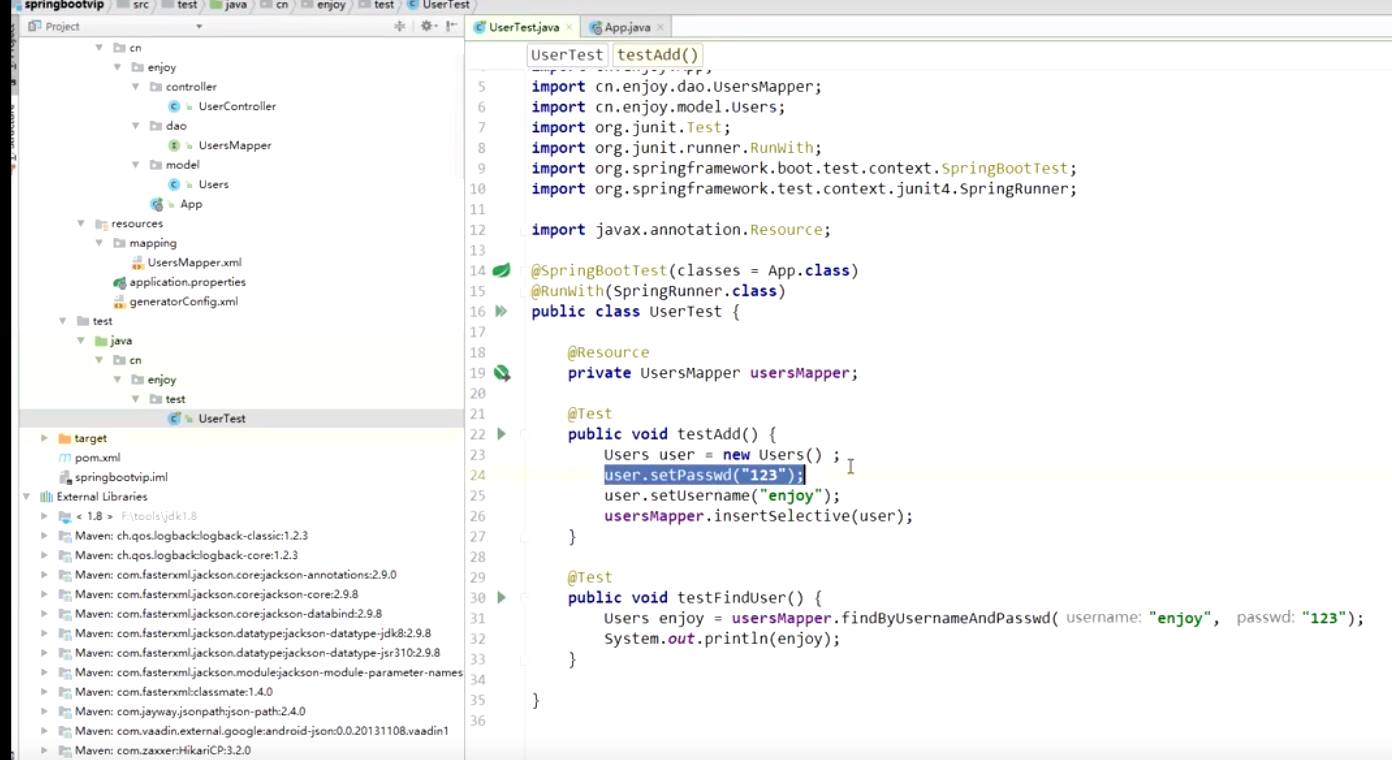 springbootvip src test java cn enjoy test UserTest
Project
UserTest.java App.java
UserTest testAdd()
cn
enjoy
controller
UserController
dao
UsersMapper
model
Users
App
resources
mapping
UsersMapper.xml
application.properties
generatorConfig.xml
test
java
cn
enjoy
test
UserTest
target
pom.xml
springbootvip.iml
External Libraries
< 1.8 > F:\tools\jdk1.8
Maven: ch.qos.logback:logback-classic:1.2.3
Maven: ch.qos.logback:logback-core:1.2.3
Maven: com.fasterxml.jackson.core:jackson-annotations:2.9.0
Maven: com.fasterxml.jackson.core:jackson-core:2.9.8
Maven: com.fasterxml.jackson.core:jackson-databind:2.9.8
Maven: com.fasterxml.jackson.datatype:jackson-datatype-jdk8:2.9.8
Maven: com.fasterxml.jackson.datatype:jackson-datatype-jsr310:2.9.8
Maven: com.fasterxml.jackson.module:jackson-module-parameter-names
Maven: com.fasterxml:classmate:1.4.0
Maven: com.jayway.jsonpath:json-path:2.4.0
Maven: com.vaadin.external.google:android-json:0.0.20131108.vaadin1
Maven: com.zaxxer:HikariCP:3.2.0
import cn.enjoy.App;
5 import cn.enjoy.dao.UsersMapper;
6 import cn.enjoy.model.Users;
7 import org.junit.Test;
8 import org.junit.runner.RunWith;
9 import org.springframework.boot.test.context.SpringBootTest;
10 import org.springframework.test.context.junit4.SpringRunner;
11
12 import javax.annotation.Resource;
13
14 @SpringBootTest(classes = App.class)
15 @RunWith(SpringRunner.class)
16 public class UserTest {
17
18 @Resource
19 private UsersMapper usersMapper;
20
21 @Test
22 public void testAdd() {
23 Users user = new Users() ;
24 user.setPasswd("123");
25 user.setUsername("enjoy");
26 usersMapper.insertSelective(user);
27 }
28
29 @Test
30 public void testFindUser() {
31 Users enjoy = usersMapper.findByUsernameAndPasswd( username: "enjoy", passwd: "123");
32 System.out.println(enjoy);
33 }
34
35 }
36